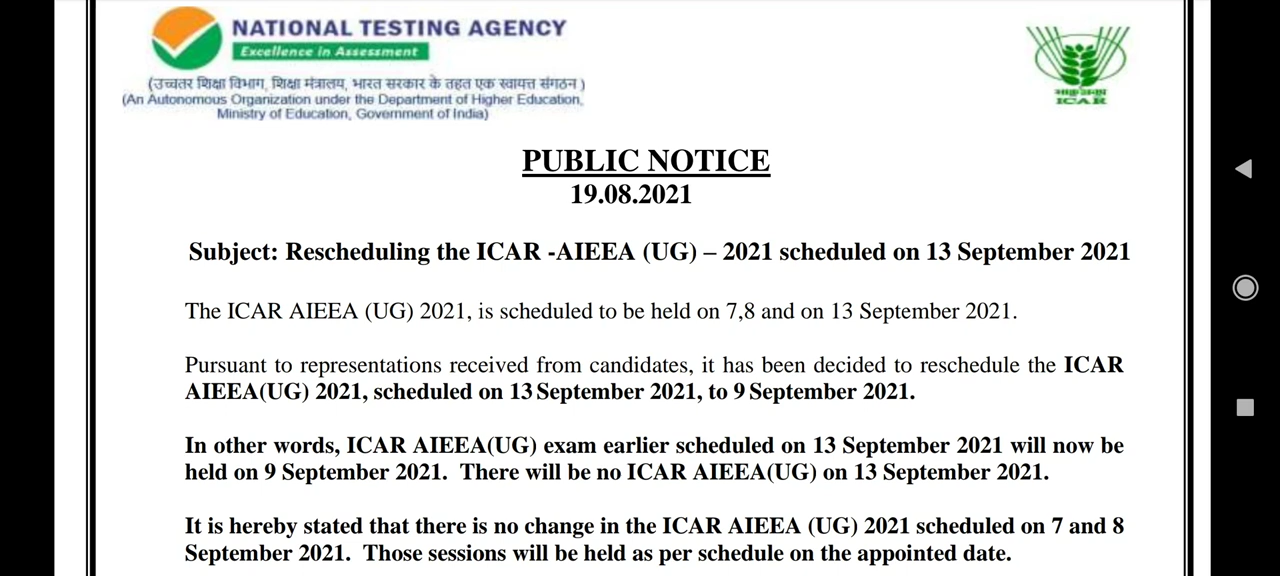 NATIONAL TESTING AGENCY
Excellence in Assessment
(उच्चतर शिक्षा विभाग, शिक्षा मंत्रालय, भारत सरकार के तहत एक स्वायत्त संगठन )
(An Autonomous Organization under the Department of Higher Education,
Ministry of Education, Government of India)
भाकृअनुप
ICAR
PUBLIC NOTICE
19.08.2021
Subject: Rescheduling the ICAR -AIEEA (UG) – 2021 scheduled on 13 September 2021
The ICAR AIEEA (UG) 2021, is scheduled to be held on 7,8 and on 13 September 2021.
Pursuant to representations received from candidates, it has been decided to reschedule the ICAR
AIEEA(UG) 2021, scheduled on 13 September 2021, to 9 September 2021.
In other words, ICAR AIEEA(UG) exam earlier scheduled on 13 September 2021 will now be
held on 9 September 2021. There will be no ICAR AIEEA(UG) on 13 September 2021.
It is hereby stated that there is no change in the ICAR AIEEA (UG) 2021 scheduled on 7 and 8
September 2021. Those sessions will be held as per schedule on the appointed date.